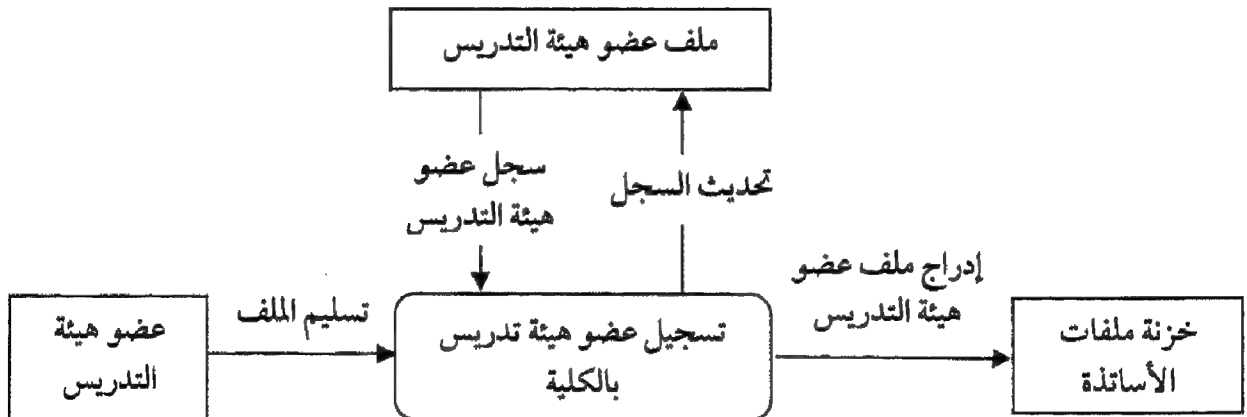 ملف عضو هيئة التدريس
سجل عضو
هيئة التدريس
تحديث السجل
إدراج ملف عضو
هيئة التدريس
تسليم الملف
عضو هيئة
التدريس
تسجيل عضو هيئة تدريس
بالكلية
خزنة ملفات
الأساتذة